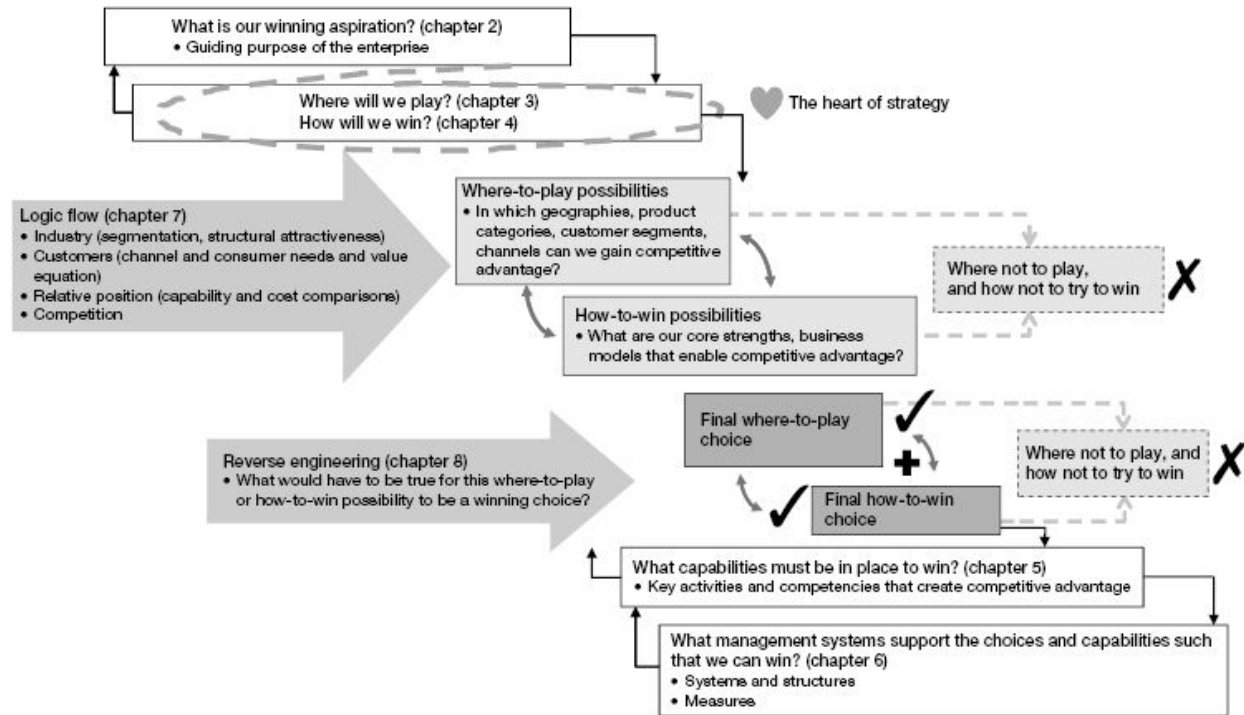 What is our winning aspiration? (chapter 2)
• Guiding purpose of the enterprise
Where will we play? (chapter 3)
How will we win? (chapter 4)
The heart of strategy
Logic flow (chapter 7)
• Industry (segmentation, structural attractiveness)
• Customers (channel and consumer needs and value
equation)
• Relative position (capability and cost comparisons)
• Competition
Where-to-play possibilities
• In which geographies, product
categories, customer segments,
channels can we gain competitive
advantage?
How-to-win possibilities
• What are our core strengths, business
models that enable competitive advantage?
Where not to play,
and how not to try to win
Reverse engineering (chapter 8)
• What would have to be true for this where-to-play
or how-to-win possibility to be a winning choice?
Final where-to-play
choice
Final how-to-win
choice
Where not to play, and
how not to try to win
What capabilities must be in place to win? (chapter 5)
• Key activities and competencies that create competitive advantage
What management systems support the choices and capabilities such
that we can win? (chapter 6)
• Systems and structures
• Measures